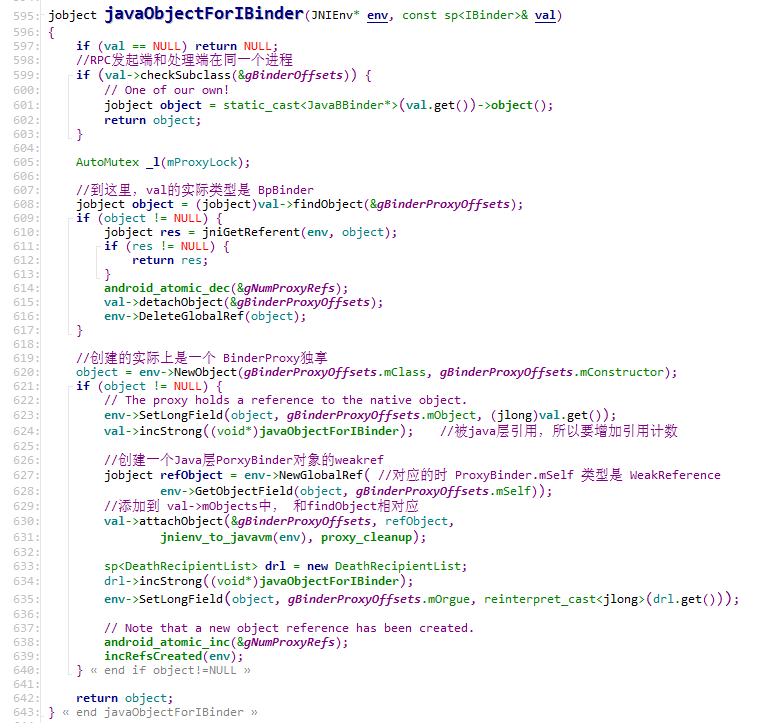 595: jobject javaObjectForIBinder(JNIEnv* env, const sp<IBinder>& val)
596: {
597: if (val == NULL) return NULL;
598: //RPC发起端和处理端在同一个进程
599: if (val->checkSubclass(&gBinderOffsets)) {
600: // One of our own!
601: jobject object = static_cast<JavaBBinder*>(val.get())->object();
602: return object;
603: }
604:
605: AutoMutex _l(mProxyLock);
606:
607: //到这里，val的实际类型是 BpBinder
608: jobject object = (jobject)val->findObject(&gBinderProxyOffsets);
609: if (object != NULL) {
610: jobject res = jniGetReferent(env, object);
611: if (res != NULL) {
612: return res;
613: }
614: android_atomic_dec(&gNumProxyRefs);
615: val->detachObject(&gBinderProxyOffsets);
616: env->DeleteGlobalRef(object);
617: }
618:
619: //创建的实际上是一个 BinderProxy独享
620: object = env->NewObject(gBinderProxyOffsets.mClass, gBinderProxyOffsets.mConstructor);
621: if (object != NULL) {
622: // The proxy holds a reference to the native object.
623: env->SetLongField(object, gBinderProxyOffsets.mObject, (jlong)val.get());
624: val->incStrong((void*)javaObjectForIBinder); //被java层引用，所以要增加引用计数
625:
626: //创建一个Java层PorxyBinder对象的weakref
627: jobject refObject = env->NewGlobalRef( //对应的时 ProxyBinder.mSelf 类型是 WeakReference
628: env->GetObjectField(object, gBinderProxyOffsets.mSelf));
629: //添加到 val->mObjects中， 和findObject相对应
630: val->attachObject(&gBinderProxyOffsets, refObject,
631: jnienv_to_javavm(env), proxy_cleanup);
632:
633: sp<DeathRecipientList> drl = new DeathRecipientList;
634: drl->incStrong((void*)javaObjectForIBinder);
635: env->SetLongField(object, gBinderProxyOffsets.mOrgue, reinterpret_cast<jlong>(drl.get()));
636:
637: // Note that a new object reference has been created.
638: android_atomic_inc(&gNumProxyRefs);
639: incRefsCreated(env);
640: } « end if object!=NULL »
641:
642: return object;
643: } « end javaObjectForIBinder »